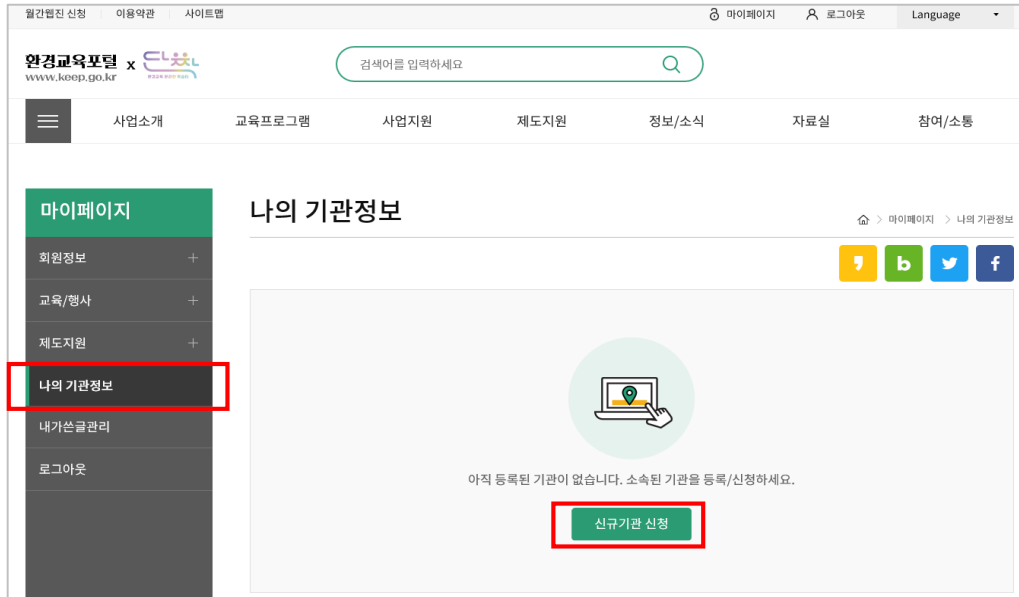 월간웹진 신청 이용약관 사이트맵 마이페이지 로그아웃 Language
환경교육포털 x
www.keep.go.kr
검색어를 입력하세요
사업소개 교육프로그램 사업지원 제도지원 정보/소식 자료실 참여/소통
마이페이지
회원정보
교육/행사
제도지원
나의 기관정보
내가쓴글관리
로그아웃
나의 기관정보
마이페이지 > 나의 기관정보
아직 등록된 기관이 없습니다. 소속된 기관을 등록/신청하세요.
신규기관 신청